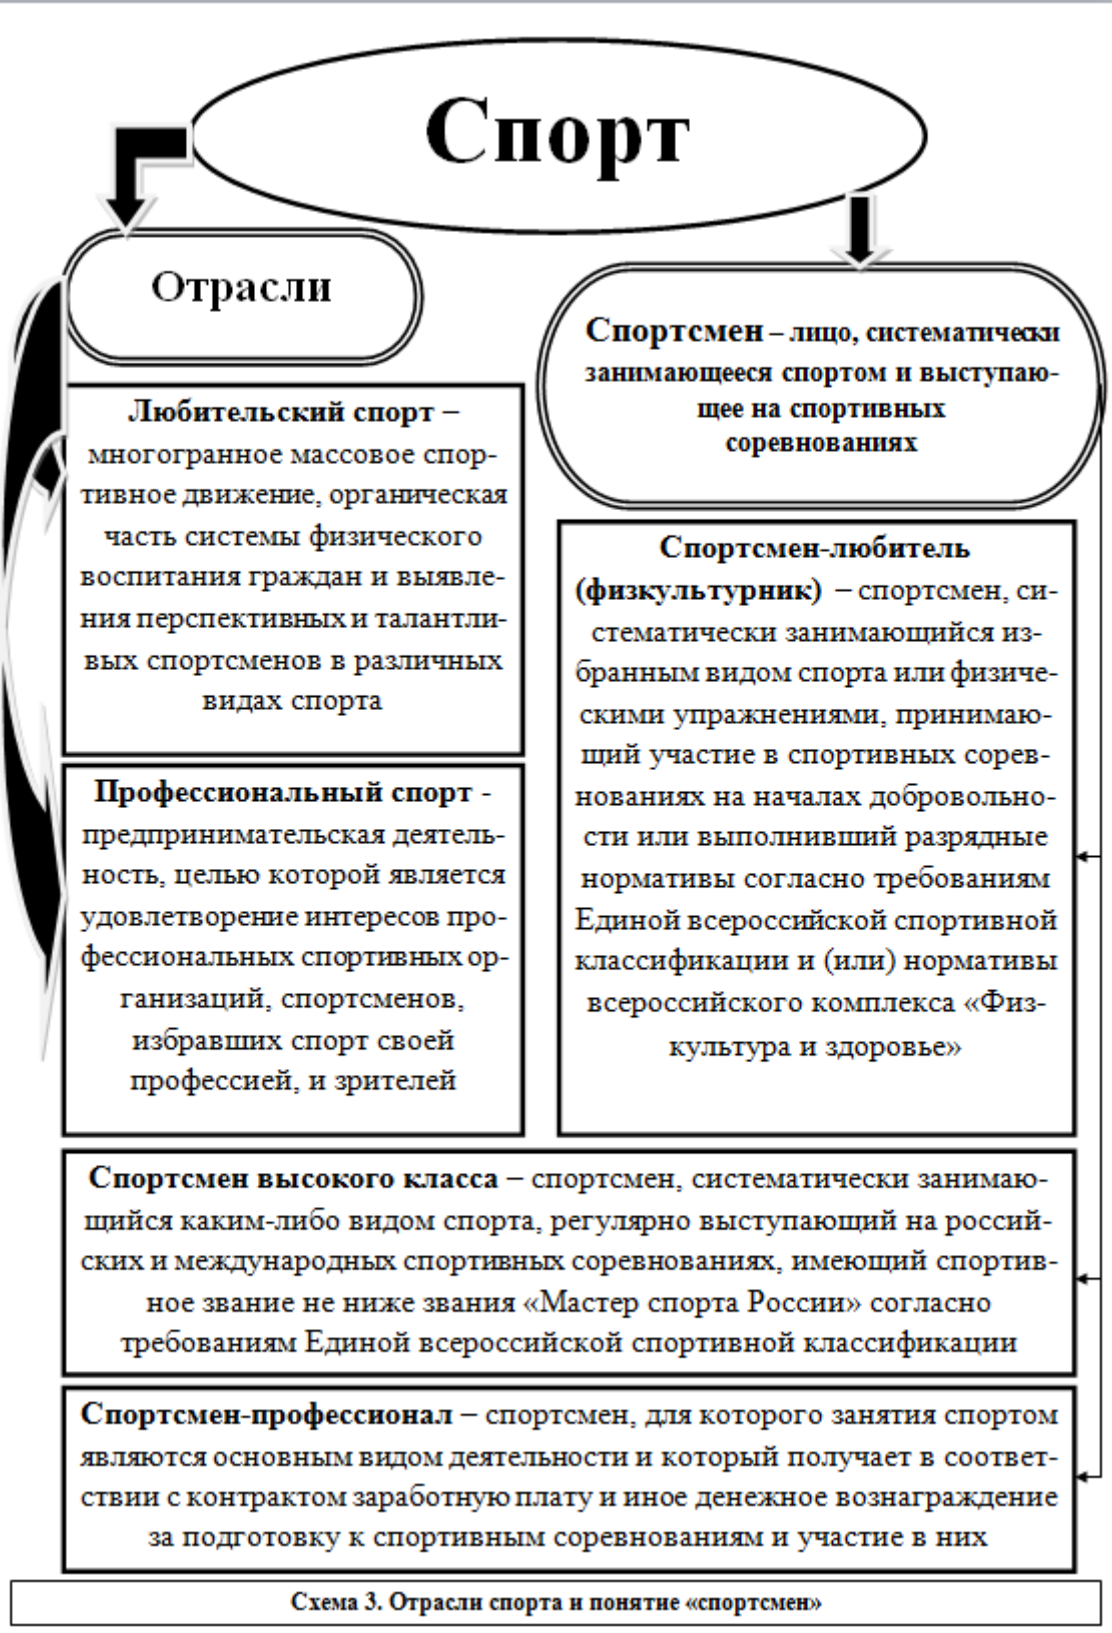 Спорт
Отрасли
Любительский спорт –
многогранное массовое спор-
тивное движение, органическая
часть системы физического
воспитания граждан и выявле-
ния перспективных и талантли-
вых спортсменов в различных
видах спорта
Профессиональный спорт -
предпринимательская деятель-
ность, целью которой является
удовлетворение интересов про-
фессиональных спортивных ор-
ганизаций, спортсменов,
избравших спорт своей
профессией, и зрителей
Спортсмен – лицо, систематически
занимающееся спортом и выступаю-
щее на спортивных
соревнованиях
Спортсмен-любитель
(физкультурник) – спортсмен, си-
стематически занимающийся из-
бранным видом спорта или физиче-
скими упражнениями, принимаю-
щий участие в спортивных сорев-
нованиях на началах добровольно-
сти или выполнивший разрядные
нормативы согласно требованиям
Единой всероссийской спортивной
классификации и (или) нормативы
всероссийского комплекса «Физ-
культура и здоровье»
Спортсмен высокого класса – спортсмен, систематически занимаю-
щийся каким-либо видом спорта, регулярно выступающий на россий-
ских и международных спортивных соревнованиях, имеющий спортив-
ное звание не ниже звания «Мастер спорта России» согласно
требованиям Единой всероссийской спортивной классификации
Спортсмен-профессионал – спортсмен, для которого занятия спортом
являются основным видом деятельности и который получает в соответ-
ствии с контрактом заработную плату и иное денежное вознаграждение
за подготовку к спортивным соревнованиям и участие в них
Схема 3. Отрасли спорта и понятие «спортсмен»